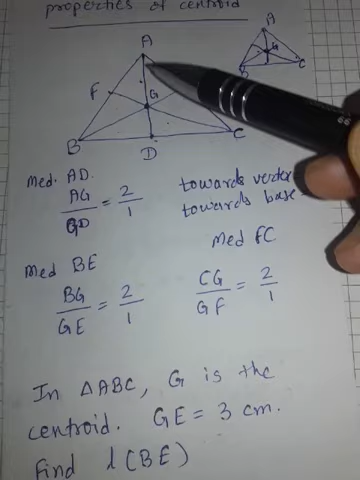 properties of centroid
A
A
F
G
G
B
C
B
D
C
Med. AD.
AG/GD = 2/1
towards vertex
towards base
Med FC
Med BE
BG/GE = 2/1
CG/GF = 2/1
In △ABC, G is the
centroid. GE = 3 cm.
Find l(BE)